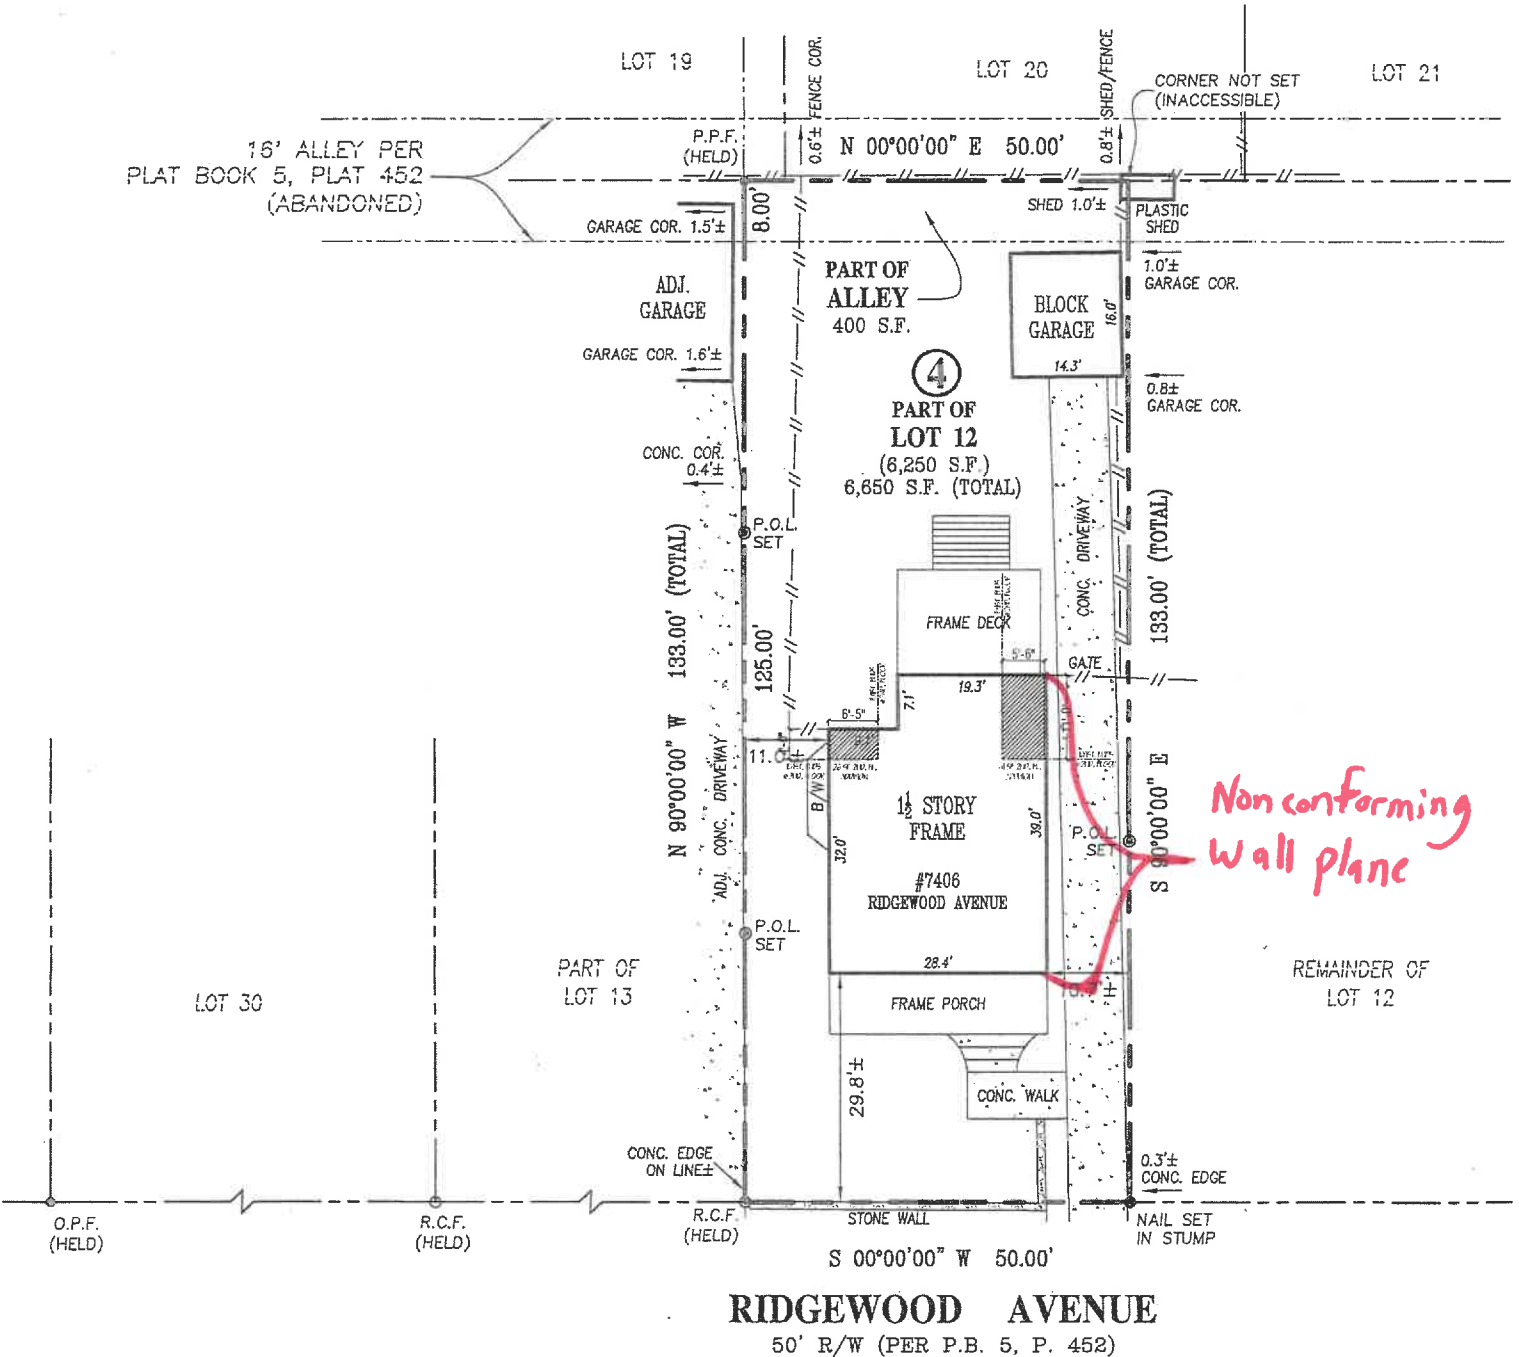 LOT 19
LOT 20
LOT 21
0.6'± FENCE COR.
0.8'± SHED/FENCE
CORNER NOT SET
(INACCESSIBLE)
P.P.F.
(HELD)
N 00°00'00" E 50.00'
16' ALLEY PER
PLAT BOOK 5, PLAT 452
(ABANDONED)
8.00'
SHED 1.0'±
PLASTIC
SHED
GARAGE COR. 1.5'±
ADJ.
GARAGE
PART OF
ALLEY
400 S.F.
BLOCK
GARAGE
16.0'
14.3'
1.0'±
GARAGE COR.
GARAGE COR. 1.6'±
0.8±
GARAGE COR.
4
PART OF
LOT 12
(6,250 S.F.)
6,650 S.F. (TOTAL)
CONC. COR.
0.4'±
P.O.L.
SET
N 90°00'00" W 133.00' (TOTAL)
125.00'
CONC. DRIVEWAY
133.00' (TOTAL)
S 90°00'00" E
FRAME DECK
5'-6"
GATE
19.3'
7.1'
6'-5"
ADJ. CONC. DRIVEWAY
B/W
1½ STORY
FRAME
32.0'
39.0'
#7406
RIDGEWOOD AVENUE
P.O.L.
SET
Nonconforming
Wall plane
P.O.L.
SET
28.4'
FRAME PORCH
LOT 30
PART OF
LOT 13
REMAINDER OF
LOT 12
29.8'±
CONC. WALK
CONC. EDGE
ON LINE±
0.3'±
CONC. EDGE
O.P.F.
(HELD)
R.C.F.
(HELD)
R.C.F.
(HELD)
STONE WALL
NAIL SET
IN STUMP
S 00°00'00" W 50.00'
RIDGEWOOD AVENUE
50' R/W (PER P.B. 5, P. 452)